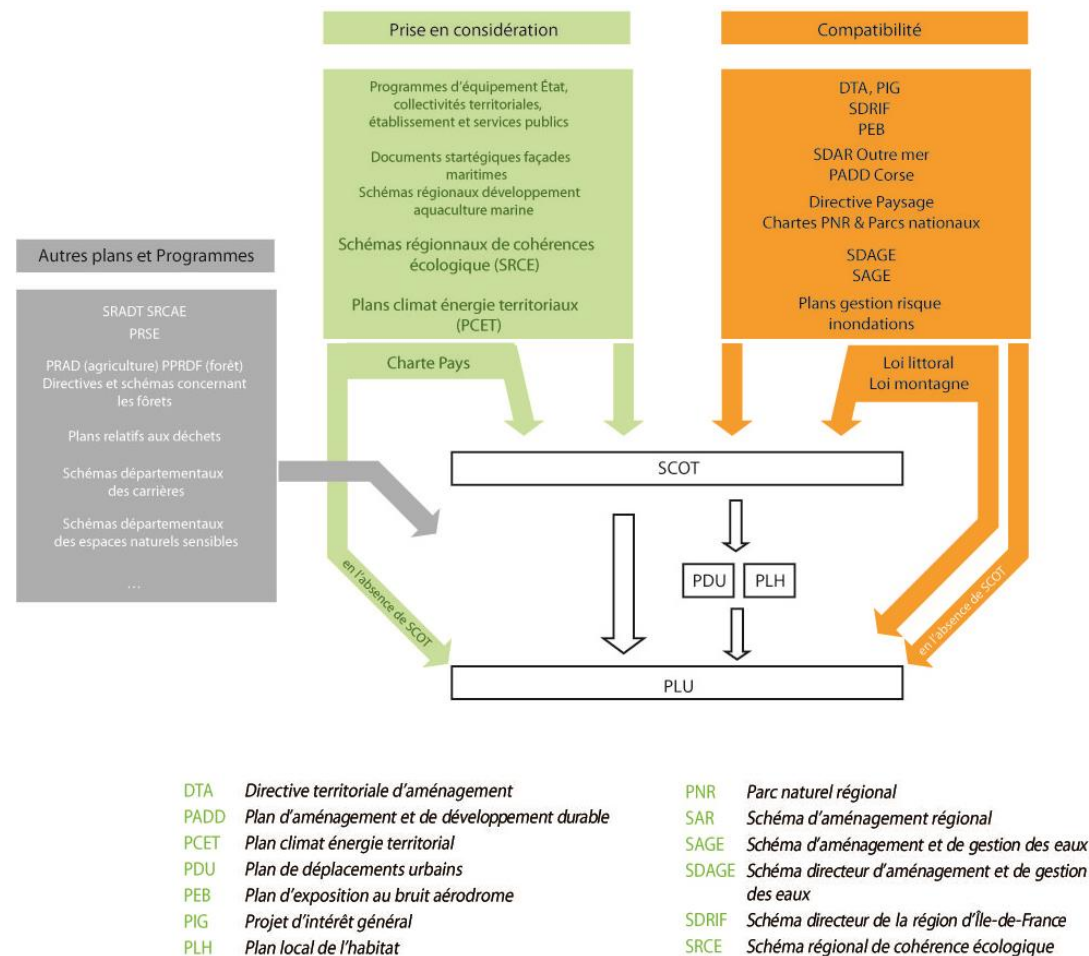 Prise en considération
Programmes d'équipement État,
collectivités territoriales,
établissement et services publics
Documents startégiques façades
maritimes
Schémas régionaux développement
aquaculture marine
Schémas régionnaux de cohérences
écologique (SRCE)
Plans climat énergie territoriaux
(PCET)
Charte Pays
en l'absence de SCOT
Compatibilité
DTA, PIG
SDRIF
PEB
SDAR Outre mer
PADD Corse
Directive Paysage
Chartes PNR & Parcs nationaux
SDAGE
SAGE
Plans gestion risque
inondations
Loi littoral
Loi montagne
en l'absence de SCOT
Autres plans et Programmes
SRADT SRCAE
PRSE
PRAD (agriculture) PPRDF (forêt)
Directives et schémas concernant
les fôrets
Plans relatifs aux déchets
Schémas départementaux
des carrières
Schémas départementaux
des espaces naturels sensibles
...
SCOT
PDU
PLH
PLU
DTA Directive territoriale d'aménagement
PADD Plan d'aménagement et de développement durable
PCET Plan climat énergie territorial
PDU Plan de déplacements urbains
PEB Plan d'exposition au bruit aérodrome
PIG Projet d'intérêt général
PLH Plan local de l'habitat
PNR Parc naturel régional
SAR Schéma d'aménagement régional
SAGE Schéma d'aménagement et de gestion des eaux
SDAGE Schéma directeur d'aménagement et de gestion
des eaux
SDRIF Schéma directeur de la région d'Île-de-France
SRCE Schéma régional de cohérence écologique